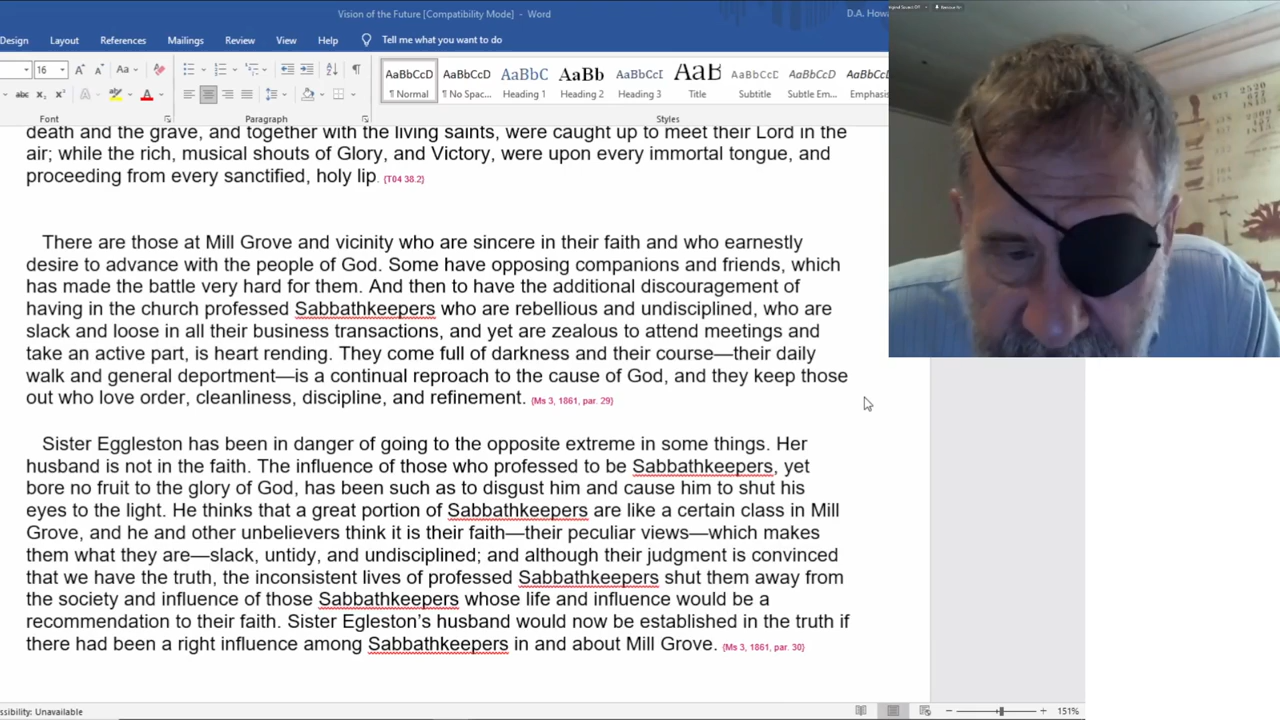 Vision of the Future [Compatibility Mode] - Word
D.A. How
Design Layout References Mailings Review View Help Tell me what you want to do
16 Aa
abc x₂ x² A
AaBbCcD AaBbCcD AaBbC AaBb AaBbCcI AaB AaBbCcD AaBbCcD AaBbCcD
¶ Normal ¶ No Spac... Heading 1 Heading 2 Heading 3 Title Subtitle Subtle Em... Emphasis
Font Paragraph Styles
death and the grave, and together with the living saints, were caught up to meet their Lord in the
air; while the rich, musical shouts of Glory, and Victory, were upon every immortal tongue, and
proceeding from every sanctified, holy lip. {T04 38.2}
There are those at Mill Grove and vicinity who are sincere in their faith and who earnestly
desire to advance with the people of God. Some have opposing companions and friends, which
has made the battle very hard for them. And then to have the additional discouragement of
having in the church professed Sabbathkeepers who are rebellious and undisciplined, who are
slack and loose in all their business transactions, and yet are zealous to attend meetings and
take an active part, is heart rending. They come full of darkness and their course—their daily
walk and general deportment—is a continual reproach to the cause of God, and they keep those
out who love order, cleanliness, discipline, and refinement. {Ms 3, 1861, par. 29}
Sister Eggleston has been in danger of going to the opposite extreme in some things. Her
husband is not in the faith. The influence of those who professed to be Sabbathkeepers, yet
bore no fruit to the glory of God, has been such as to disgust him and cause him to shut his
eyes to the light. He thinks that a great portion of Sabbathkeepers are like a certain class in Mill
Grove, and he and other unbelievers think it is their faith—their peculiar views—which makes
them what they are—slack, untidy, and undisciplined; and although their judgment is convinced
that we have the truth, the inconsistent lives of professed Sabbathkeepers shut them away from
the society and influence of those Sabbathkeepers whose life and influence would be a
recommendation to their faith. Sister Egleston’s husband would now be established in the truth if
there had been a right influence among Sabbathkeepers in and about Mill Grove. {Ms 3, 1861, par. 30}
ssibility: Unavailable
151%
677
2520
1843